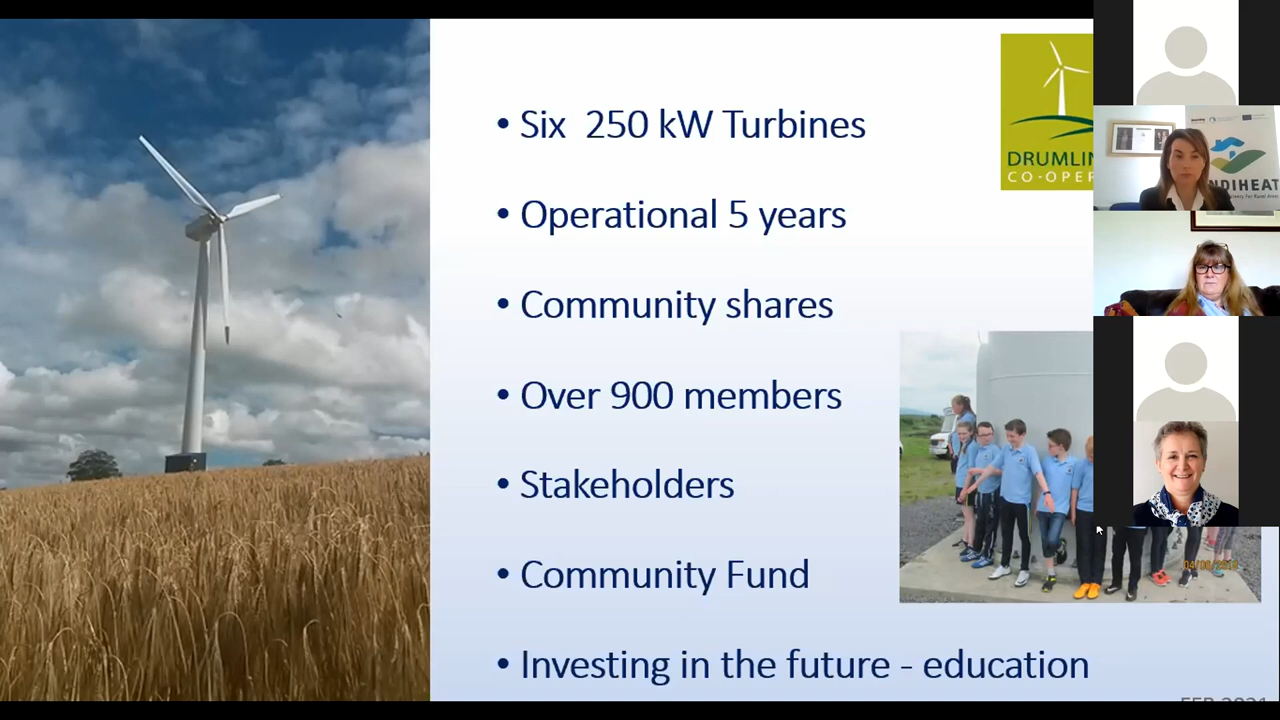 • Six 250 kW Turbines
• Operational 5 years
• Community shares
• Over 900 members
• Stakeholders
• Community Fund
• Investing in the future - education
DRUMLIN
CO-OPER
NDIHEAT